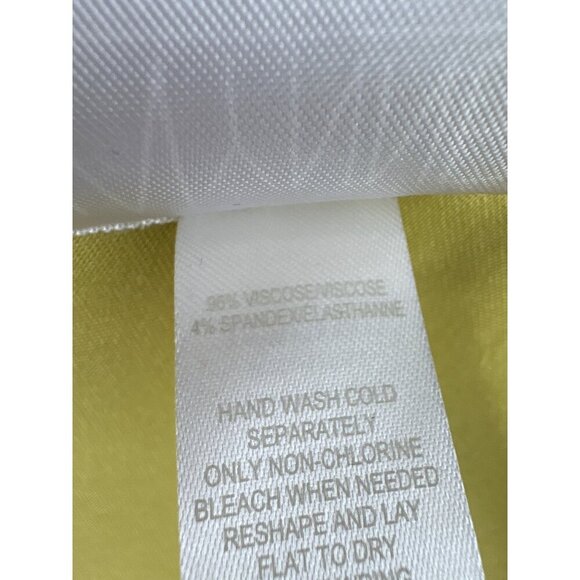 96% VISCOSE/VISCOSE
4% SPANDEX/ELASTHANNE
HAND WASH COLD
SEPARATELY
ONLY NON-CHLORINE
BLEACH WHEN NEEDED
RESHAPE AND LAY
FLAT TO DRY